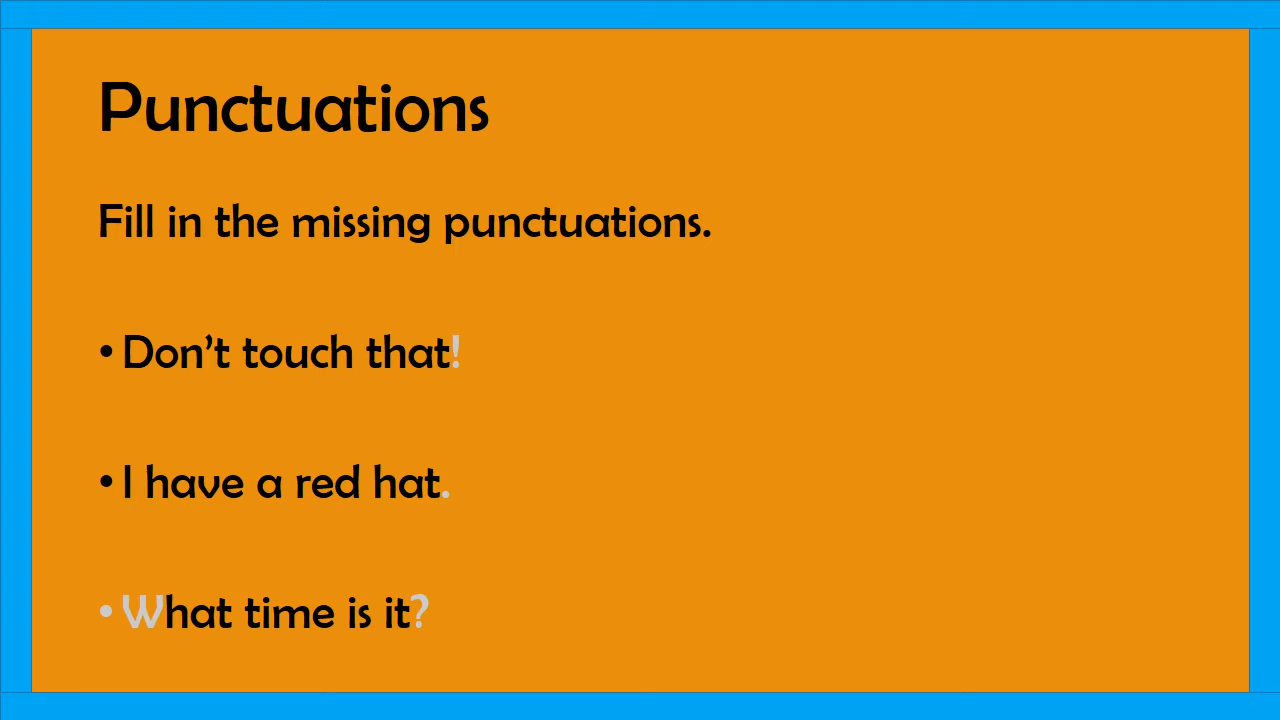 Punctuations
Fill in the missing punctuations.
• Don’t touch that!
• I have a red hat.
• What time is it?